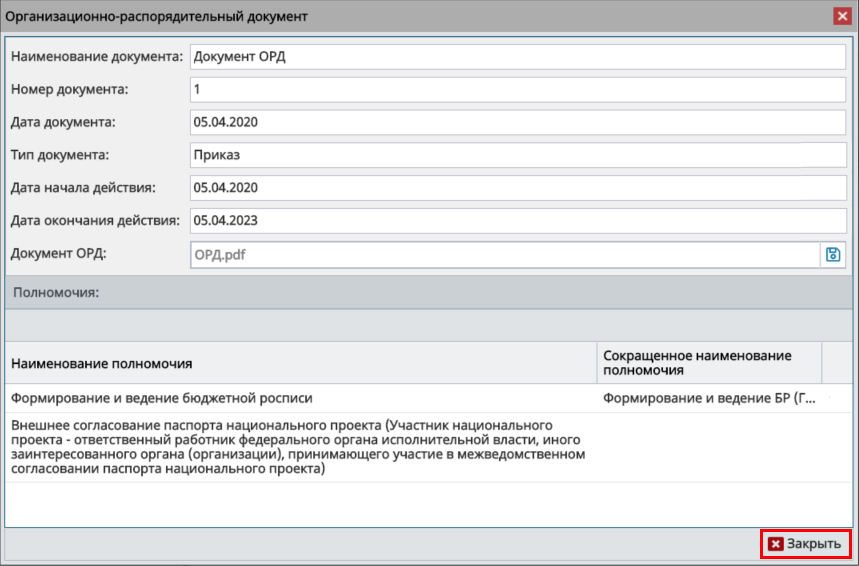 Организационно-распорядительный документ
Наименование документа: Документ ОРД
Номер документа: 1
Дата документа: 05.04.2020
Тип документа: Приказ
Дата начала действия: 05.04.2020
Дата окончания действия: 05.04.2023
Документ ОРД: ОРД.pdf
Полномочия:
Наименование полномочия
Сокращенное наименование
полномочия
Формирование и ведение бюджетной росписи
Формирование и ведение БР (Г...
Внешнее согласование паспорта национального проекта (Участник национального
проекта - ответственный работник федерального органа исполнительной власти, иного
заинтересованного органа (организации), принимающего участие в межведомственном
согласовании паспорта национального проекта)
Закрыть